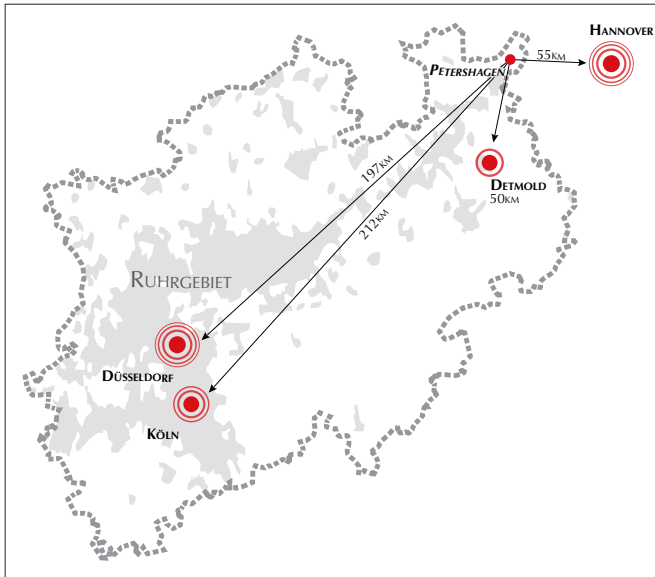 HANNOVER
55KM
PETERSHAGEN
197KM
DETMOLD
50KM
212KM
RUHRGEBIET
DÜSSELDORF
KÖLN